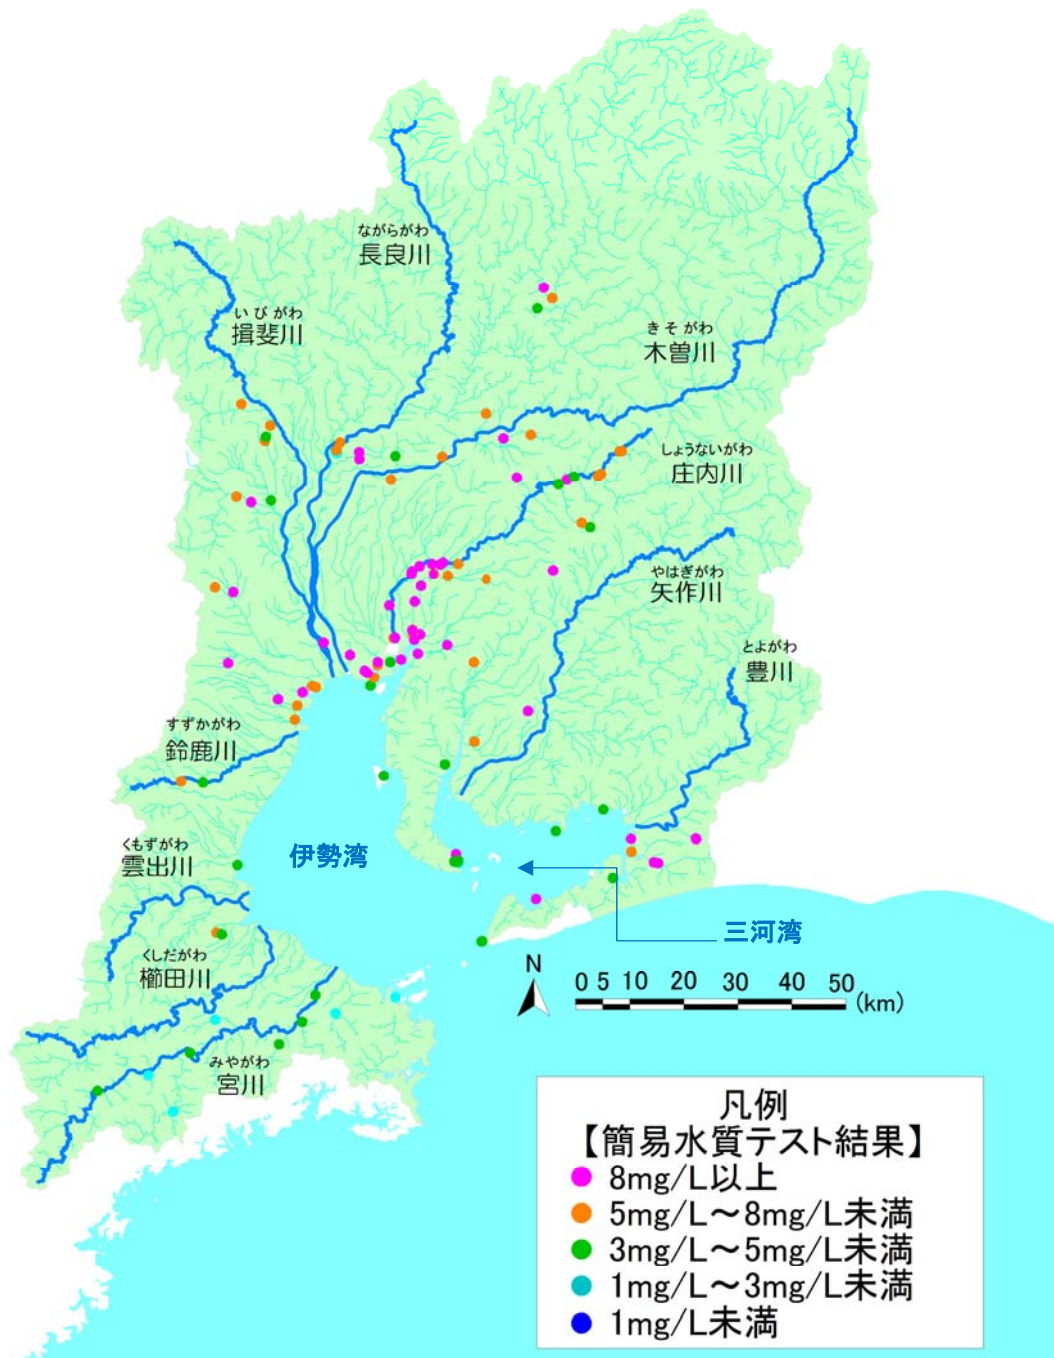 ながらがわ
長良川
いびがわ
揖斐川
きそがわ
木曽川
しょうないがわ
庄内川
やはぎがわ
矢作川
とよがわ
豊川
すずかがわ
鈴鹿川
くもずがわ
雲出川
伊勢湾
三河湾
くしだがわ
櫛田川
みやがわ
宮川
N
0 5 10 20 30 40 50
(km)
凡例
【簡易水質テスト結果】
8mg/L以上
5mg/L～8mg/L未満
3mg/L～5mg/L未満
1mg/L～3mg/L未満
1mg/L未満